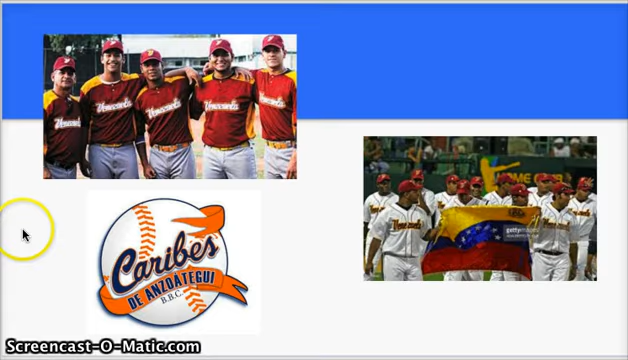 Venezuela
Venezuela
Venezuela
Venezuela
Venezuela
Caribes
DE ANZOÁTEGUI
B.B.C.
Screencast-O-Matic.com